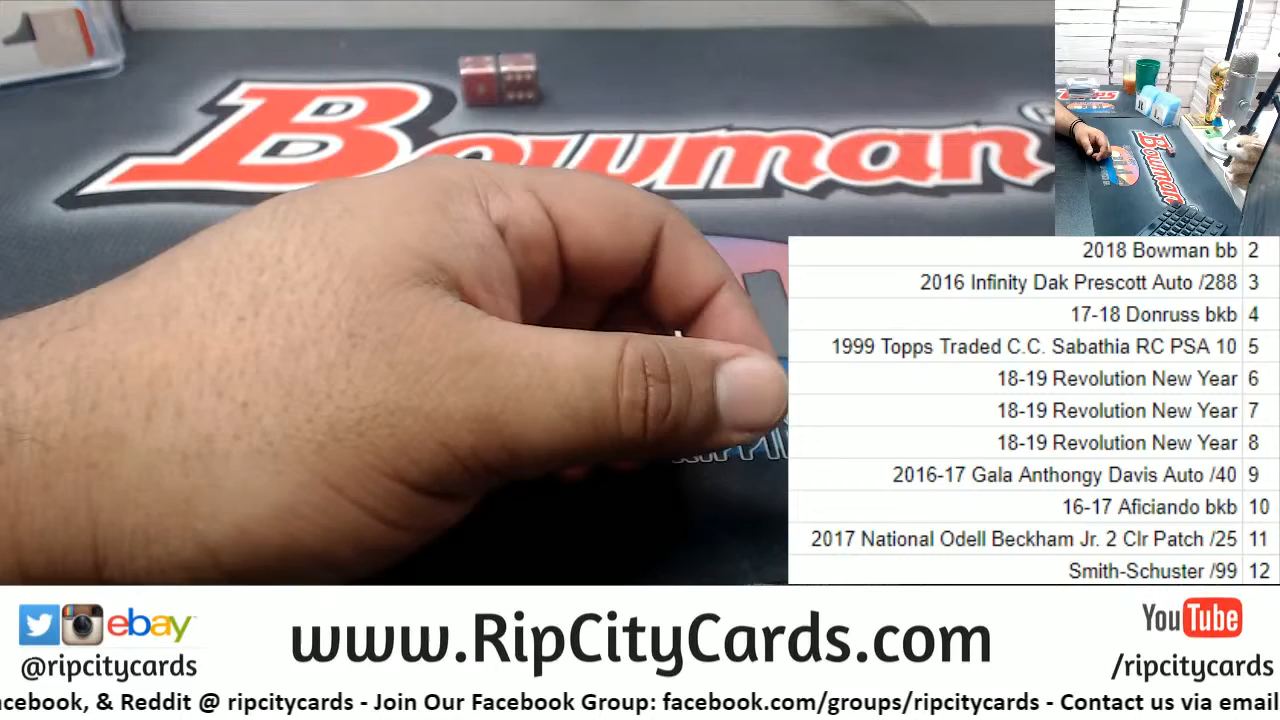 Bowman
Bowman
2018 Bowman bb 2
2016 Infinity Dak Prescott Auto /288 3
17-18 Donruss bkb 4
1999 Topps Traded C.C. Sabathia RC PSA 10 5
18-19 Revolution New Year 6
18-19 Revolution New Year 7
18-19 Revolution New Year 8
2016-17 Gala Anthongy Davis Auto /40 9
16-17 Aficiando bkb 10
2017 National Odell Beckham Jr. 2 Clr Patch /25 11
Smith-Schuster /99 12
ebay
@ripcitycards
www.RipCityCards.com
YouTube
/ripcitycards
acebook, & Reddit @ ripcitycards - Join Our Facebook Group: facebook.com/groups/ripcitycards - Contact us via email